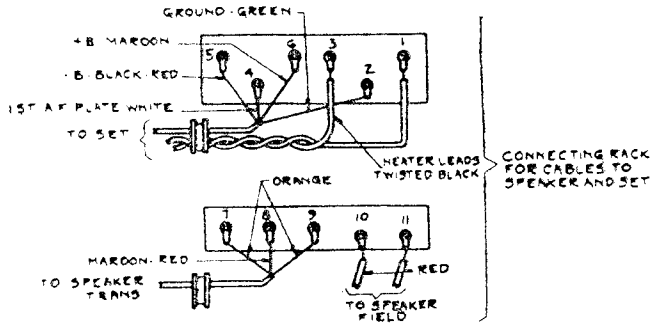 GROUND-GREEN
+B MAROON
5
6
3
1
4
2
-B-BLACK-RED
1ST A F PLATE WHITE
TO SET
HEATER LEADS
TWISTED BLACK
CONNECTING RACK
FOR CABLES TO
SPEAKER AND SET
ORANGE
7
8
9
10
11
MAROON-RED
RED
TO SPEAKER
TRANS
TO SPEAKER
FIELD